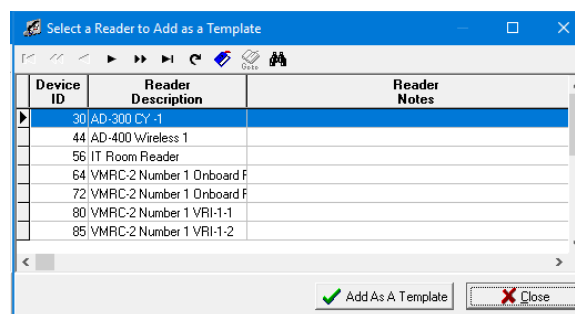 Select a Reader to Add as a Template
Goto
Device ID
Reader Description
Reader Notes
30 AD-300 CY -1
44 AD-400 Wireless 1
56 IT Room Reader
64 VMRC-2 Number 1 Onboard
72 VMRC-2 Number 1 Onboard
80 VMRC-2 Number 1 VRI-1-1
85 VMRC-2 Number 1 VRI-1-2
Add As A Template
Close